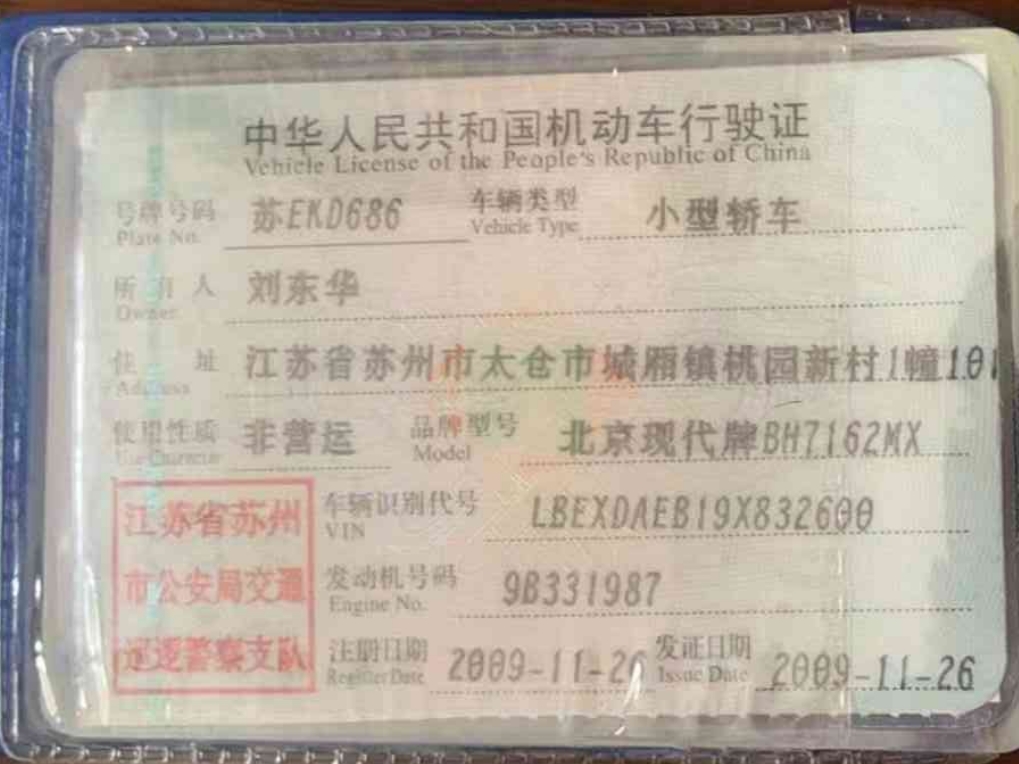 中华人民共和国机动车行驶证
Vehicle License of the People's Republic of China
号牌号码 苏EKD686 车辆类型 小型轿车
Plate No. Vehicle Type
所有人 刘东华
Owner
住址 江苏省苏州市太仓市城厢镇桃园新村1幢101
Address
使用性质 非营运 品牌型号 北京现代牌BH7162MX
Use Character Model
江苏省苏州 车辆识别代号 LBEXDAEB19X832600
VIN
市公安局交通 发动机号码 9B331987
Engine No.
巡逻警察支队 注册日期 2009-11-26 发证日期 2009-11-26
Register Date Issue Date